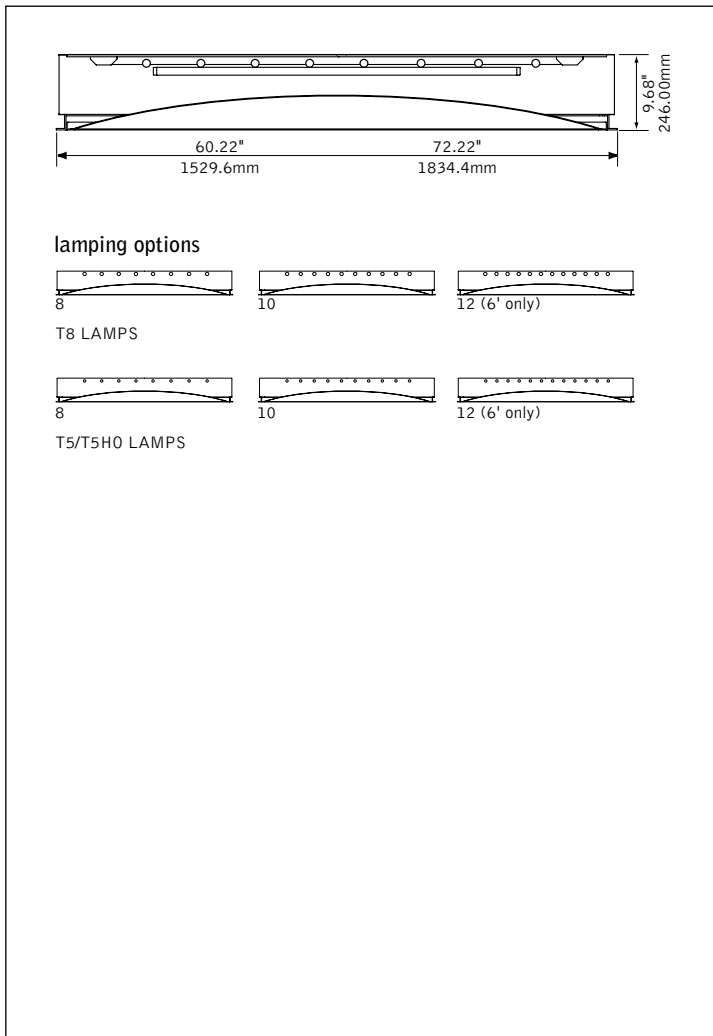 9.68"
246.00mm
60.22" 72.22"
1529.6mm 1834.4mm
lamping options
8 10 12 (6' only)
T8 LAMPS
8 10 12 (6' only)
T5/T5HO LAMPS